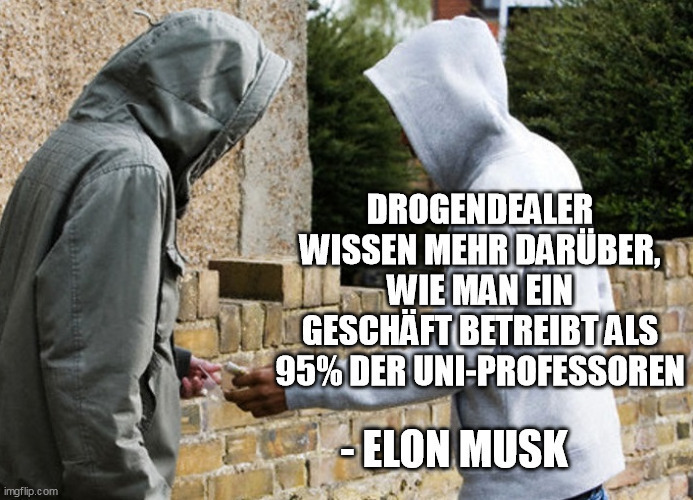 DROGENDEALER
WISSEN MEHR DARÜBER,
WIE MAN EIN
GESCHÄFT BETREIBT ALS
95% DER UNI-PROFESSOREN
- ELON MUSK
imgflip.com